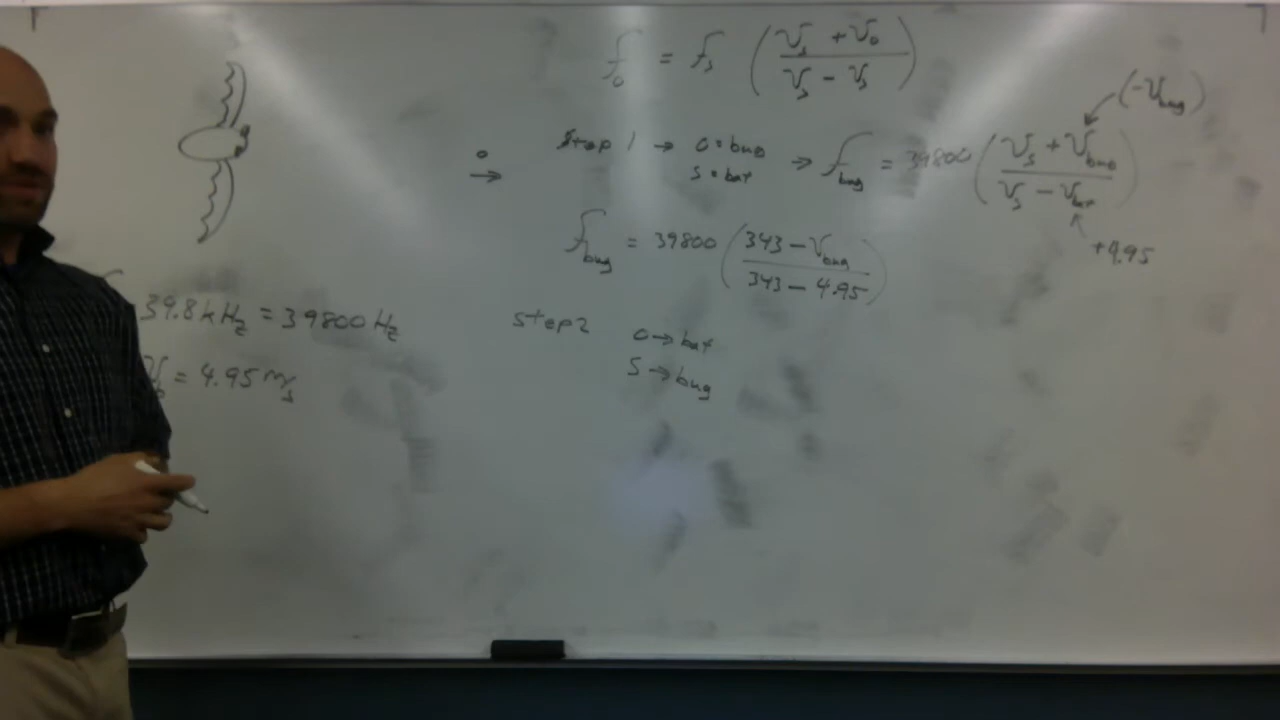 f_o = f_s ( (v_s + v_o) / (v_s - v_s) )
(-v_bug)
Step 1 → O • bug ⇒ f_bug = 39800 ( (v_s + v_bug) / (v_s - v_bat) )
S • bat
+4.95
o →
f_bug = 39800 ( (343 - v_bug) / (343 - 4.95) )
39.8 kHz = 39800 Hz
Step 2 O → bat
S → bug
= 4.95 m/s